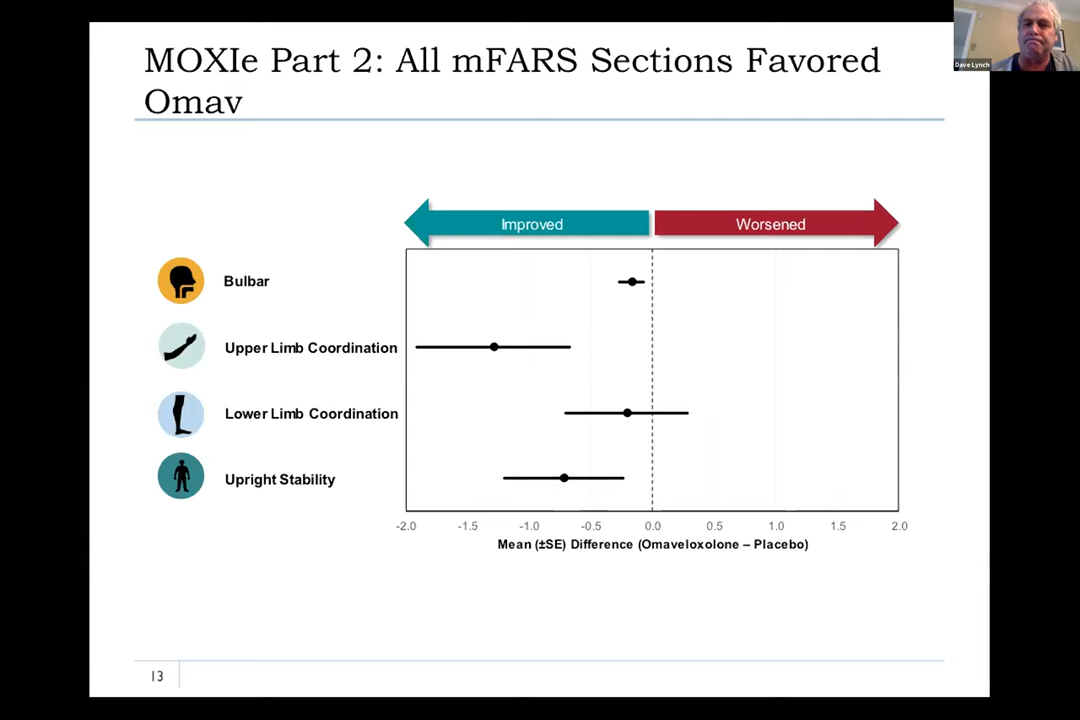 MOXIe Part 2: All mFARS Sections Favored
Omav
Dave Lynch
Improved
Worsened
Bulbar
Upper Limb Coordination
Lower Limb Coordination
Upright Stability
-2.0 -1.5 -1.0 -0.5 0.0 0.5 1.0 1.5 2.0
Mean (±SE) Difference (Omaveloxolone – Placebo)
13